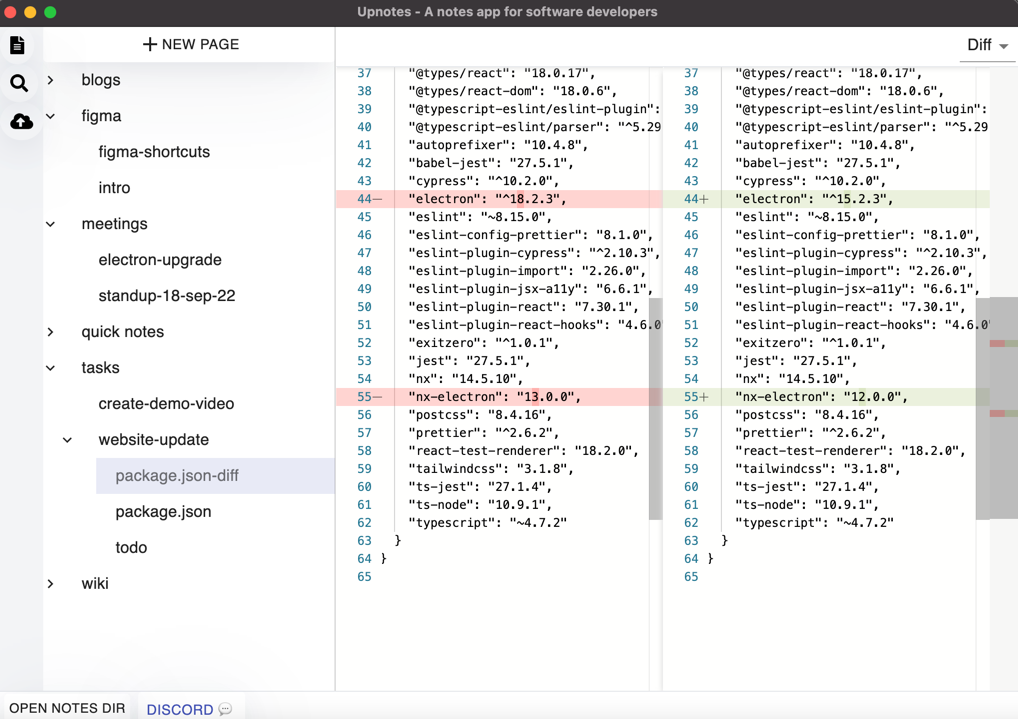 Upnotes - A notes app for software developers
NEW PAGE
Diff
blogs
figma
figma-shortcuts
intro
meetings
electron-upgrade
standup-18-sep-22
quick notes
tasks
create-demo-video
website-update
package.json-diff
package.json
todo
wiki
37 "@types/react": "18.0.17",
38 "@types/react-dom": "18.0.6",
39 "@typescript-eslint/eslint-plugin":
40 "@typescript-eslint/parser": "^5.29
41 "autoprefixer": "10.4.8",
42 "babel-jest": "27.5.1",
43 "cypress": "^10.2.0",
44— "electron": "^18.2.3",
45 "eslint": "~8.15.0",
46 "eslint-config-prettier": "8.1.0",
47 "eslint-plugin-cypress": "^2.10.3",
48 "eslint-plugin-import": "2.26.0",
49 "eslint-plugin-jsx-a11y": "6.6.1",
50 "eslint-plugin-react": "7.30.1",
51 "eslint-plugin-react-hooks": "4.6.0
52 "exitzero": "^1.0.1",
53 "jest": "27.5.1",
54 "nx": "14.5.10",
55— "nx-electron": "13.0.0",
56 "postcss": "8.4.16",
57 "prettier": "^2.6.2",
58 "react-test-renderer": "18.2.0",
59 "tailwindcss": "3.1.8",
60 "ts-jest": "27.1.4",
61 "ts-node": "10.9.1",
62 "typescript": "~4.7.2"
63 }
64 }
65
37 "@types/react": "18.0.17",
38 "@types/react-dom": "18.0.6",
39 "@typescript-eslint/eslint-plugin":
40 "@typescript-eslint/parser": "^5.29
41 "autoprefixer": "10.4.8",
42 "babel-jest": "27.5.1",
43 "cypress": "^10.2.0",
44+ "electron": "^15.2.3",
45 "eslint": "~8.15.0",
46 "eslint-config-prettier": "8.1.0",
47 "eslint-plugin-cypress": "^2.10.3",
48 "eslint-plugin-import": "2.26.0",
49 "eslint-plugin-jsx-a11y": "6.6.1",
50 "eslint-plugin-react": "7.30.1",
51 "eslint-plugin-react-hooks": "4.6.0"
52 "exitzero": "^1.0.1",
53 "jest": "27.5.1",
54 "nx": "14.5.10",
55+ "nx-electron": "12.0.0",
56 "postcss": "8.4.16",
57 "prettier": "^2.6.2",
58 "react-test-renderer": "18.2.0",
59 "tailwindcss": "3.1.8",
60 "ts-jest": "27.1.4",
61 "ts-node": "10.9.1",
62 "typescript": "~4.7.2"
63 }
64 }
65
OPEN NOTES DIR
DISCORD